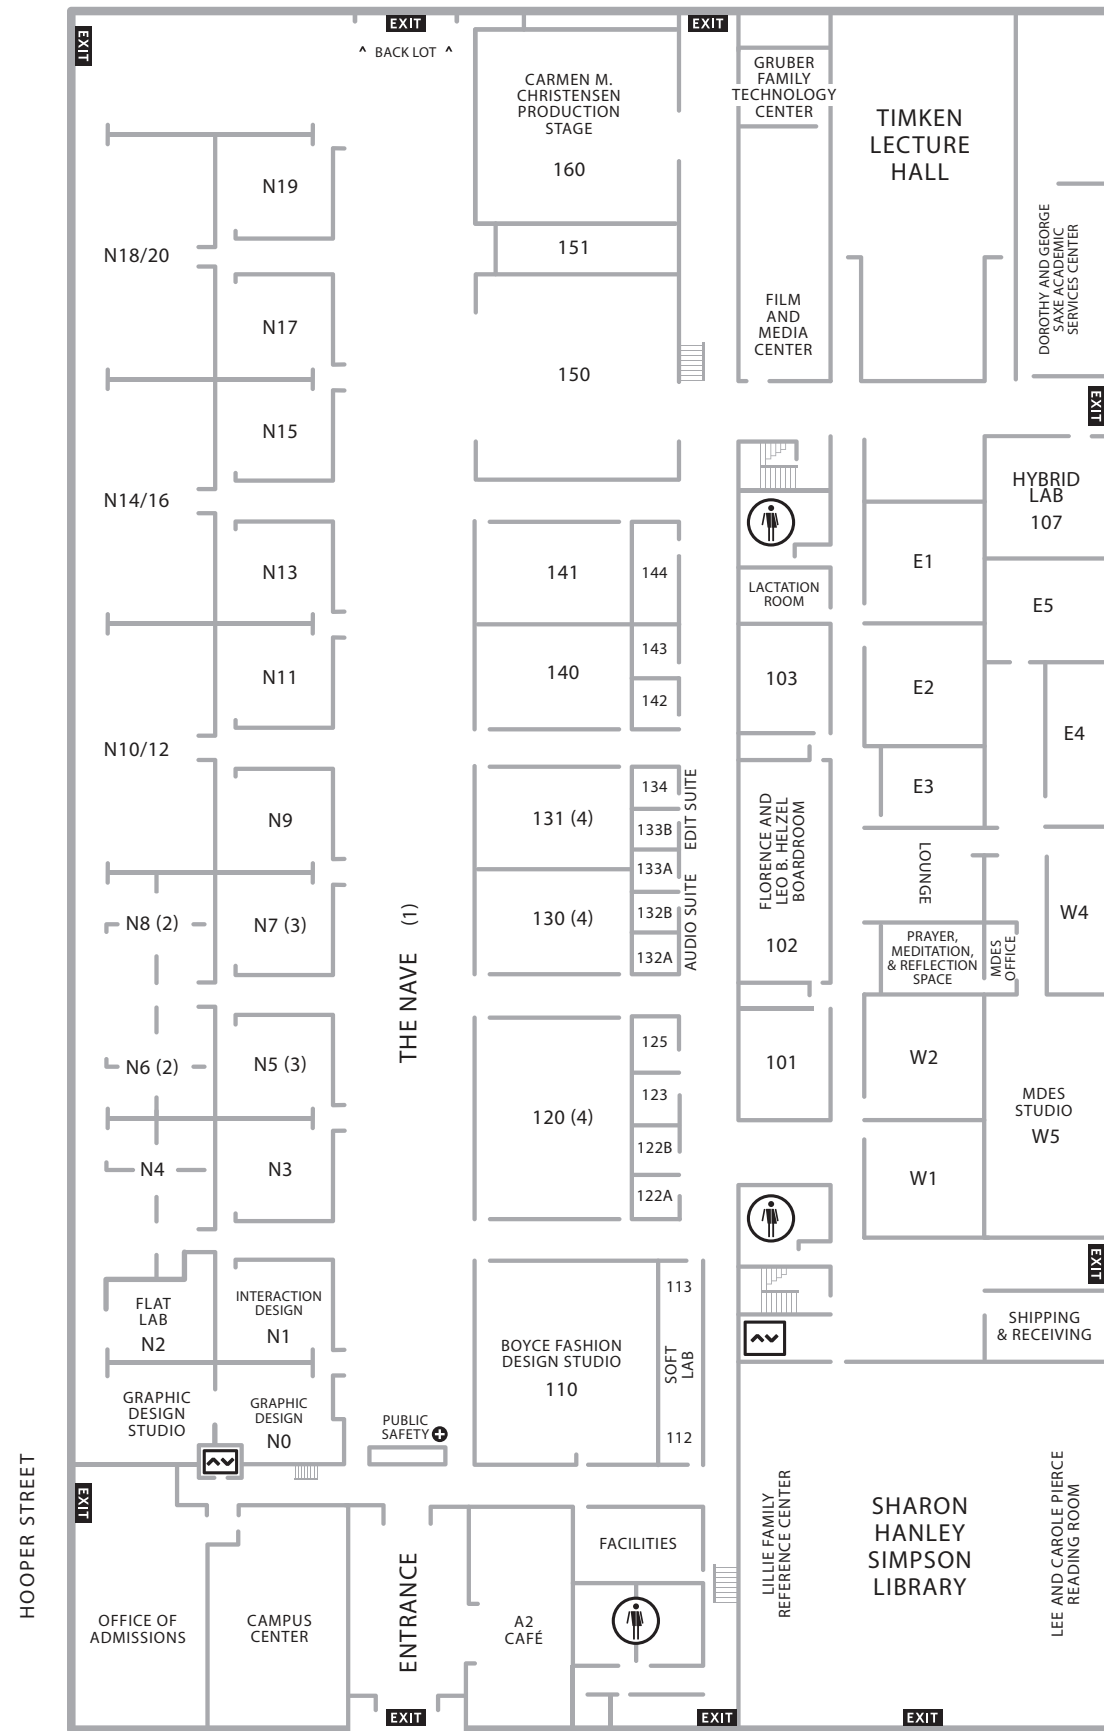 EXIT
EXIT
EXIT
^ BACK LOT ^
CARMEN M.
CHRISTENSEN
PRODUCTION
STAGE
160
GRUBER
FAMILY
TECHNOLOGY
CENTER
TIMKEN
LECTURE
HALL
N19
N18/20
151
DOROTHY AND GEORGE
SAXE ACADEMIC
SERVICES CENTER
N17
FILM
AND
MEDIA
CENTER
150
EXIT
N15
N14/16
HYBRID
LAB
107
N13
141
144
E1
LACTATION
ROOM
E5
N11
140
143
142
103
E2
N10/12
E4
N9
131 (4)
134
133B
133A
EDIT SUITE
E3
FLORENCE AND
LEO B. HELZEL
BOARDROOM
102
LOUNGE
N8 (2)
N7 (3)
THE NAVE (1)
130 (4)
132B
132A
AUDIO SUITE
W4
PRAYER,
MEDITATION,
& REFLECTION
SPACE
MDES
OFFICE
N6 (2)
N5 (3)
125
101
W2
120 (4)
123
MDES
STUDIO
W5
N4
N3
122B
122A
W1
EXIT
FLAT
LAB
N2
INTERACTION
DESIGN
N1
BOYCE FASHION
DESIGN STUDIO
110
113
SOFT
LAB
112
SHIPPING
& RECEIVING
GRAPHIC
DESIGN
STUDIO
GRAPHIC
DESIGN
N0
PUBLIC
SAFETY
EXIT
HOOPER STREET
OFFICE OF
ADMISSIONS
CAMPUS
CENTER
ENTRANCE
A2
CAFÉ
FACILITIES
LILLIE FAMILY
REFERENCE CENTER
SHARON
HANLEY
SIMPSON
LIBRARY
LEE AND CAROLE PIERCE
READING ROOM
EXIT
EXIT
EXIT